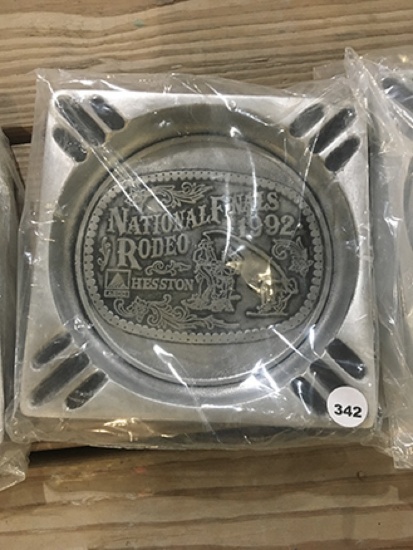 NATIONAL FINALS
RODEO 1992
HESSTON
342